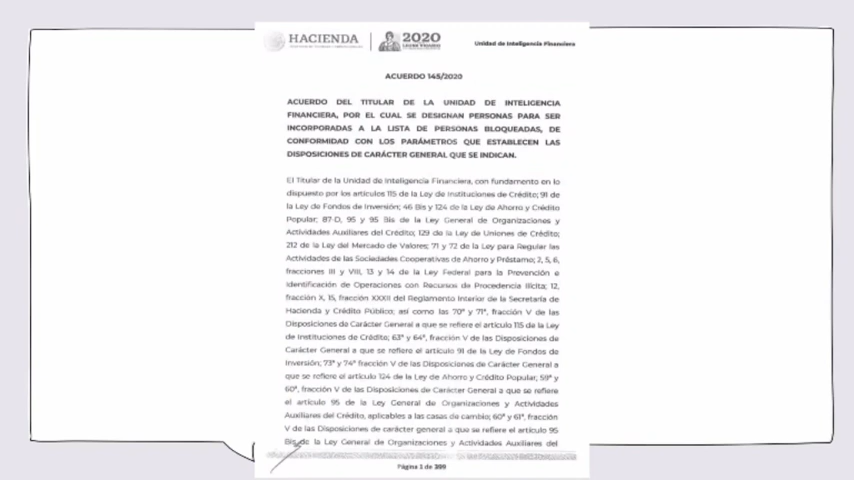 HACIENDA
2020
LEONA VICARIO
Unidad de Inteligencia Financiera
ACUERDO 145/2020
ACUERDO DEL TITULAR DE LA UNIDAD DE INTELIGENCIA
FINANCIERA, POR EL CUAL SE DESIGNAN PERSONAS PARA SER
INCORPORADAS A LA LISTA DE PERSONAS BLOQUEADAS, DE
CONFORMIDAD CON LOS PARÁMETROS QUE ESTABLECEN LAS
DISPOSICIONES DE CARÁCTER GENERAL QUE SE INDICAN.
El Titular de la Unidad de Inteligencia Financiera, con fundamento en lo
dispuesto por los artículos 115 de la Ley de Instituciones de Crédito; 91 de
la Ley de Fondos de Inversión; 46 Bis y 124 de la Ley de Ahorro y Crédito
Popular; 87-D, 95 y 95 Bis de la Ley General de Organizaciones y
Actividades Auxiliares del Crédito; 129 de la Ley de Uniones de Crédito;
212 de la Ley del Mercado de Valores; 71 y 72 de la Ley para Regular las
Actividades de las Sociedades Cooperativas de Ahorro y Préstamo; 2, 5, 6,
fracciones III y VIII, 13 y 14 de la Ley Federal para la Prevención e
Identificación de Operaciones con Recursos de Procedencia Ilícita; 12,
fracción X, 15, fracción XXXII del Reglamento Interior de la Secretaría de
Hacienda y Crédito Público; así como las 70ª y 71ª, fracción V de las
Disposiciones de Carácter General a que se refiere el artículo 115 de la Ley
de Instituciones de Crédito; 63ª y 64ª, fracción V de las Disposiciones de
Carácter General a que se refiere el artículo 91 de la Ley de Fondos de
Inversión; 73ª y 74ª fracción V de las Disposiciones de Carácter General a
que se refiere el artículo 124 de la Ley de Ahorro y Crédito Popular; 59ª y
60ª, fracción V de las Disposiciones de Carácter General a que se refiere
el artículo 95 de la Ley General de Organizaciones y Actividades
Auxiliares del Crédito, aplicables a las casas de cambio; 60ª y 61ª, fracción
V de las Disposiciones de carácter general a que se refiere el artículo 95
Bis de la Ley General de Organizaciones y Actividades Auxiliares del
Página 1 de 399